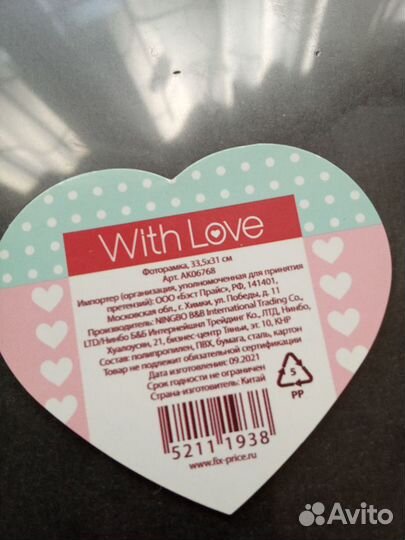 With Love
Фоторамка, 33,5х31 см
Арт. AK06768
Импортер (организация, уполномоченная для принятия
претензий): ООО «Бэст Прайс», РФ, 141401,
Московская обл., г. Химки, ул. Победы, д. 11
Производитель: NINGBO B&B International Trading Co.,
LTD/Нинбо Б&Б Интернейшнл Трейдинг Ко., ЛТД, Нинбо,
Хуалоуян, 21, бизнес-центр Тяньи, эт. 10, КНР
Состав: полипропилен, ПВХ, бумага, сталь, картон
Товар не подлежит обязательной сертификации
Дата изготовления: 09.2021
Срок годности не ограничен
Страна-изготовитель: Китай
5
PP
5211 1938
www.fix-price.ru
Avito